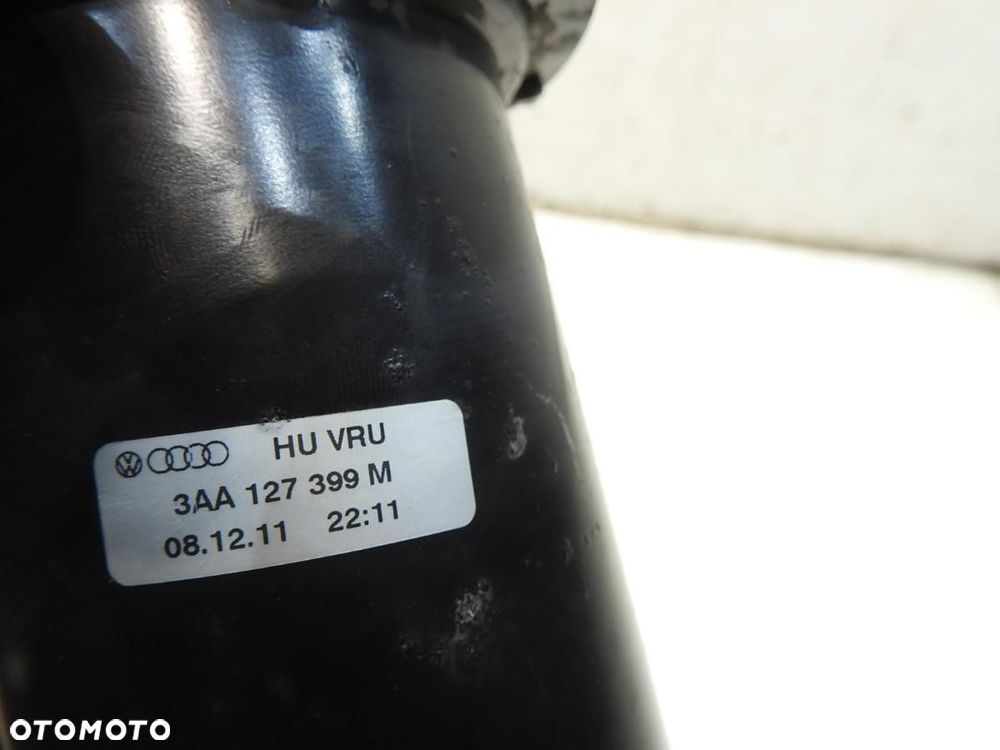 HU VRU
3AA 127 399 M
08.12.11 22:11
OTOMOTO